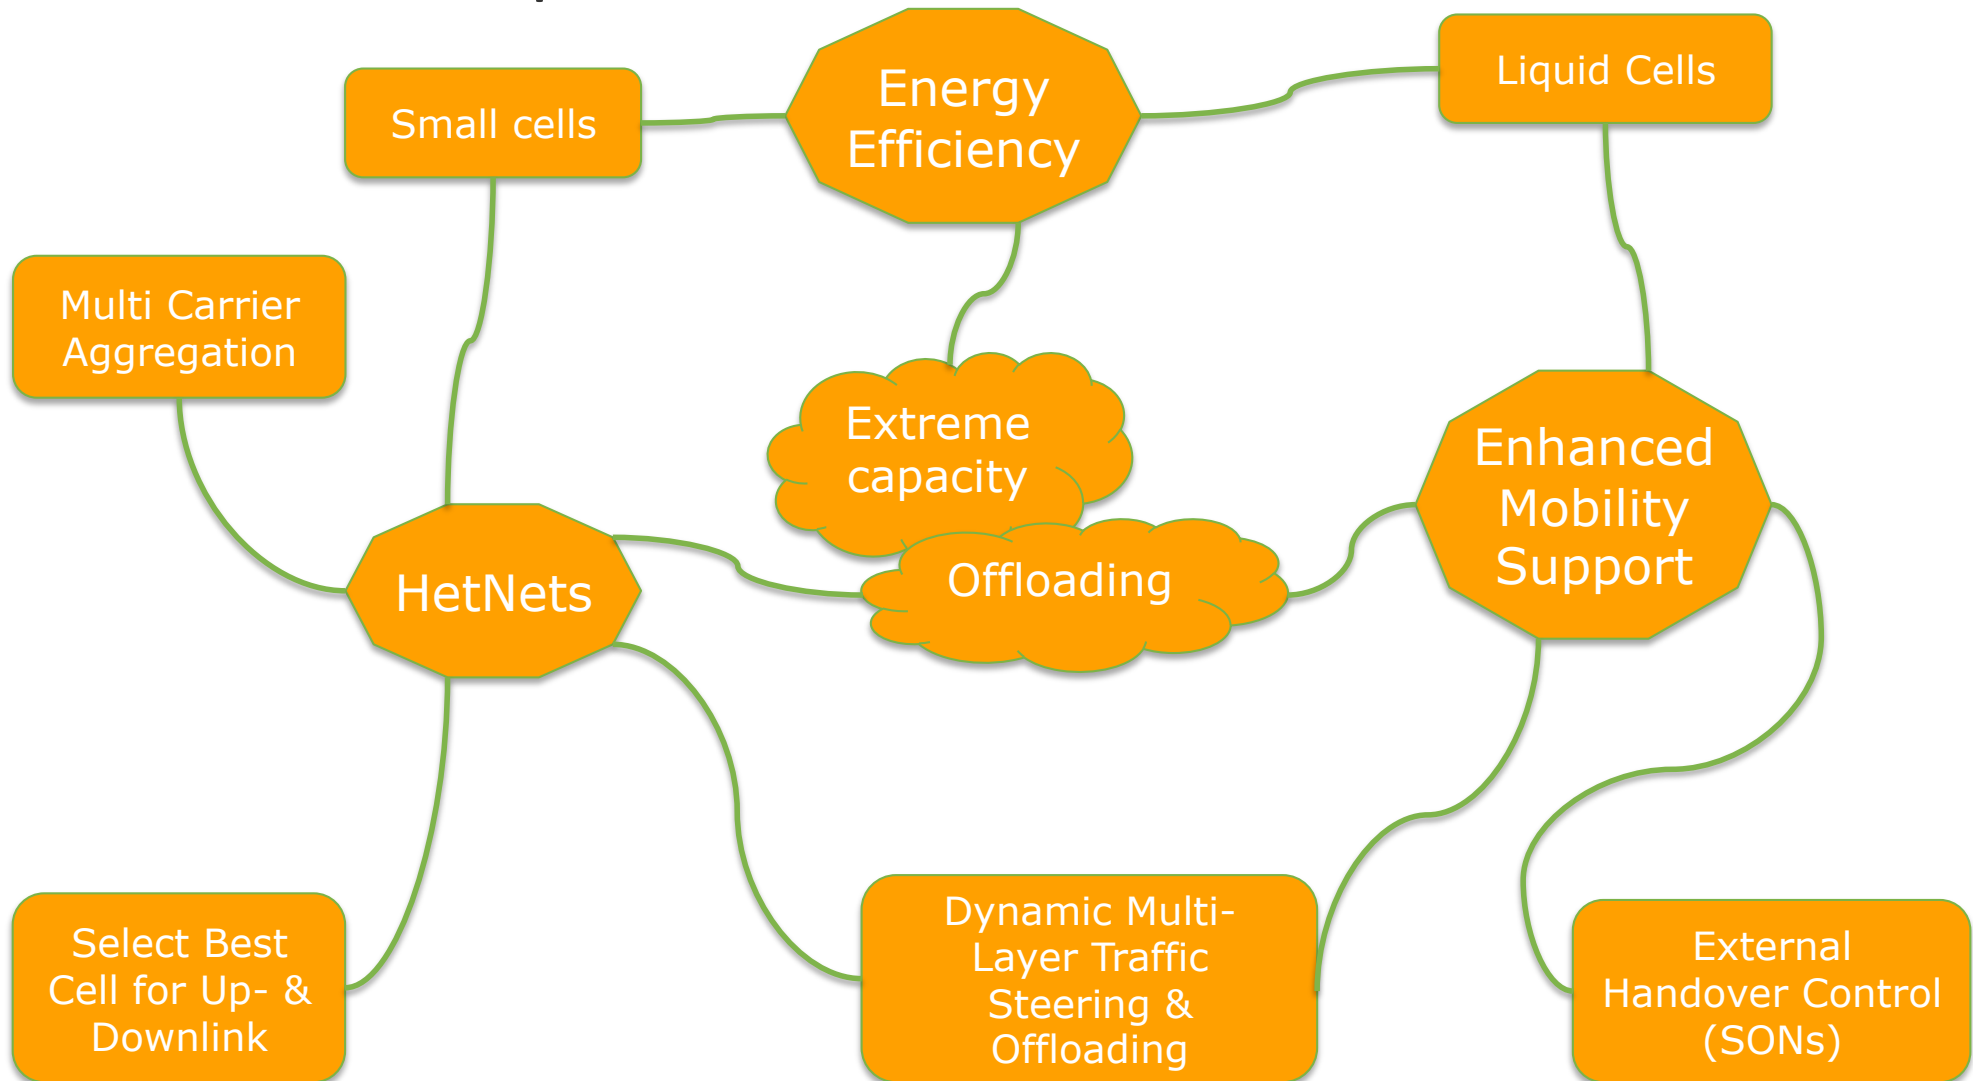 Energy
Efficiency
Liquid Cells
Small cells
Multi Carrier
Aggregation
Extreme
capacity
Enhanced
Mobility
Support
HetNets
Offloading
Select Best
Cell for Up- &
Downlink
Dynamic Multi-
Layer Traffic
Steering &
Offloading
External
Handover Control
(SONs)